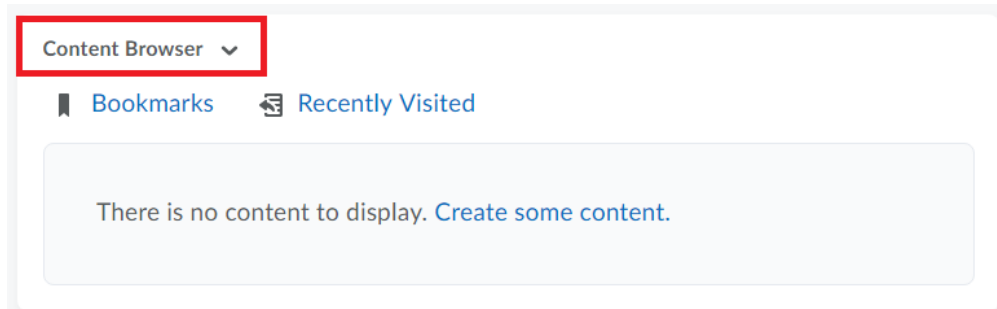 Content Browser
Bookmarks Recently Visited
There is no content to display. Create some content.